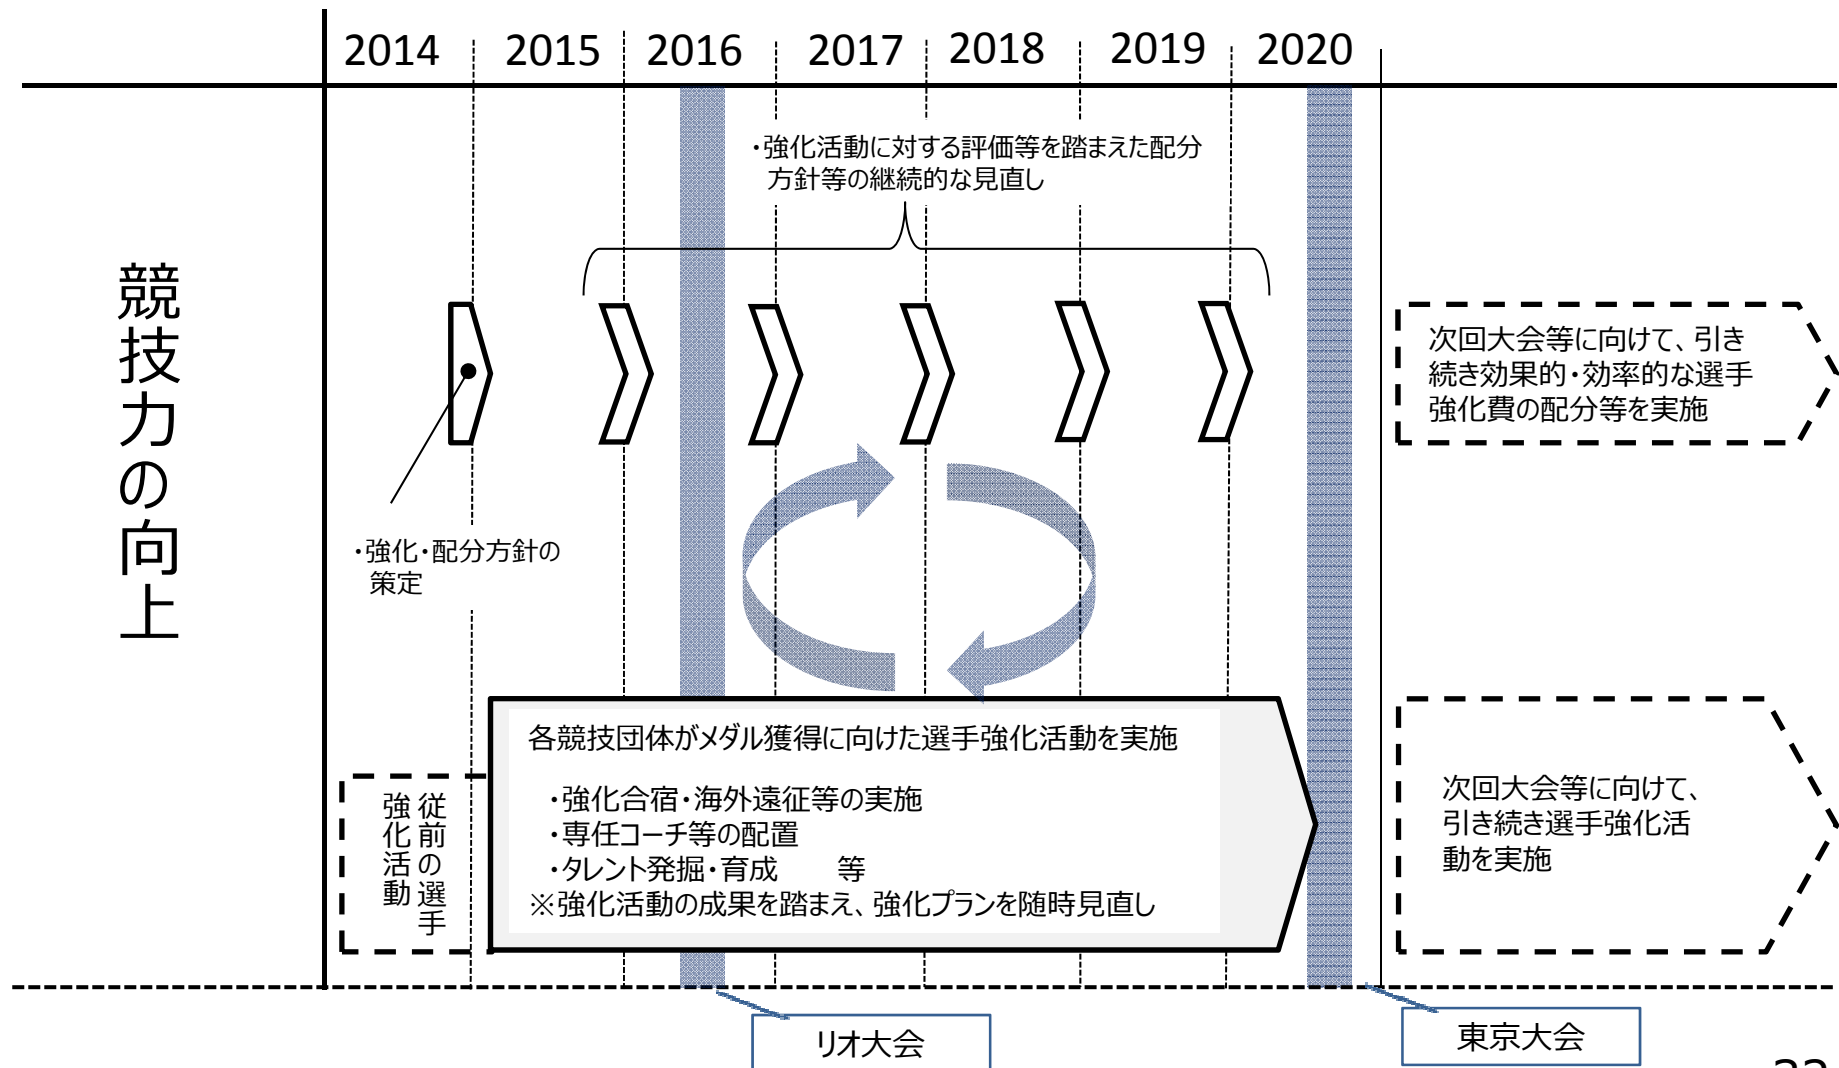 2014 2015 2016 2017 2018 2019 2020
競技力の向上
・強化活動に対する評価等を踏まえた配分
方針等の継続的な見直し
・強化・配分方針の
策定
次回大会等に向けて、引き
続き効果的・効率的な選手
強化費の配分等を実施
従前の選手
強化活動
各競技団体がメダル獲得に向けた選手強化活動を実施
・強化合宿・海外遠征等の実施
・専任コーチ等の配置
・タレント発掘・育成　　等
※強化活動の成果を踏まえ、強化プランを随時見直し
次回大会等に向けて、
引き続き選手強化活
動を実施
リオ大会
東京大会